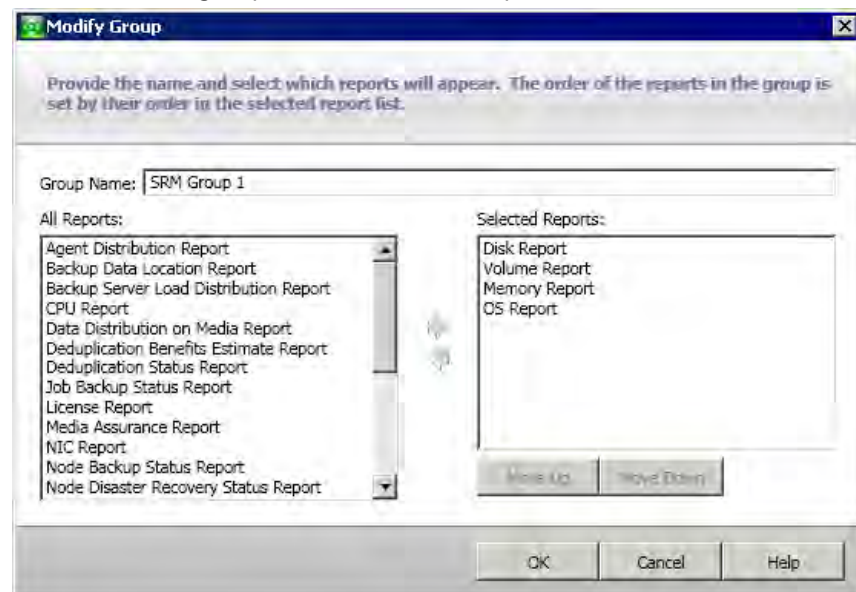 Modify Group
Provide the name and select which reports will appear. The order of the reports in the group is
set by their order in the selected report list.
Group Name: SRM Group 1
All Reports:
Agent Distribution Report
Backup Data Location Report
Backup Server Load Distribution Report
CPU Report
Data Distribution on Media Report
Deduplication Benefits Estimate Report
Deduplication Status Report
Job Backup Status Report
License Report
Media Assurance Report
NIC Report
Node Backup Status Report
Node Disaster Recovery Status Report
Selected Reports:
Disk Report
Volume Report
Memory Report
OS Report
Move Up
Move Down
OK
Cancel
Help